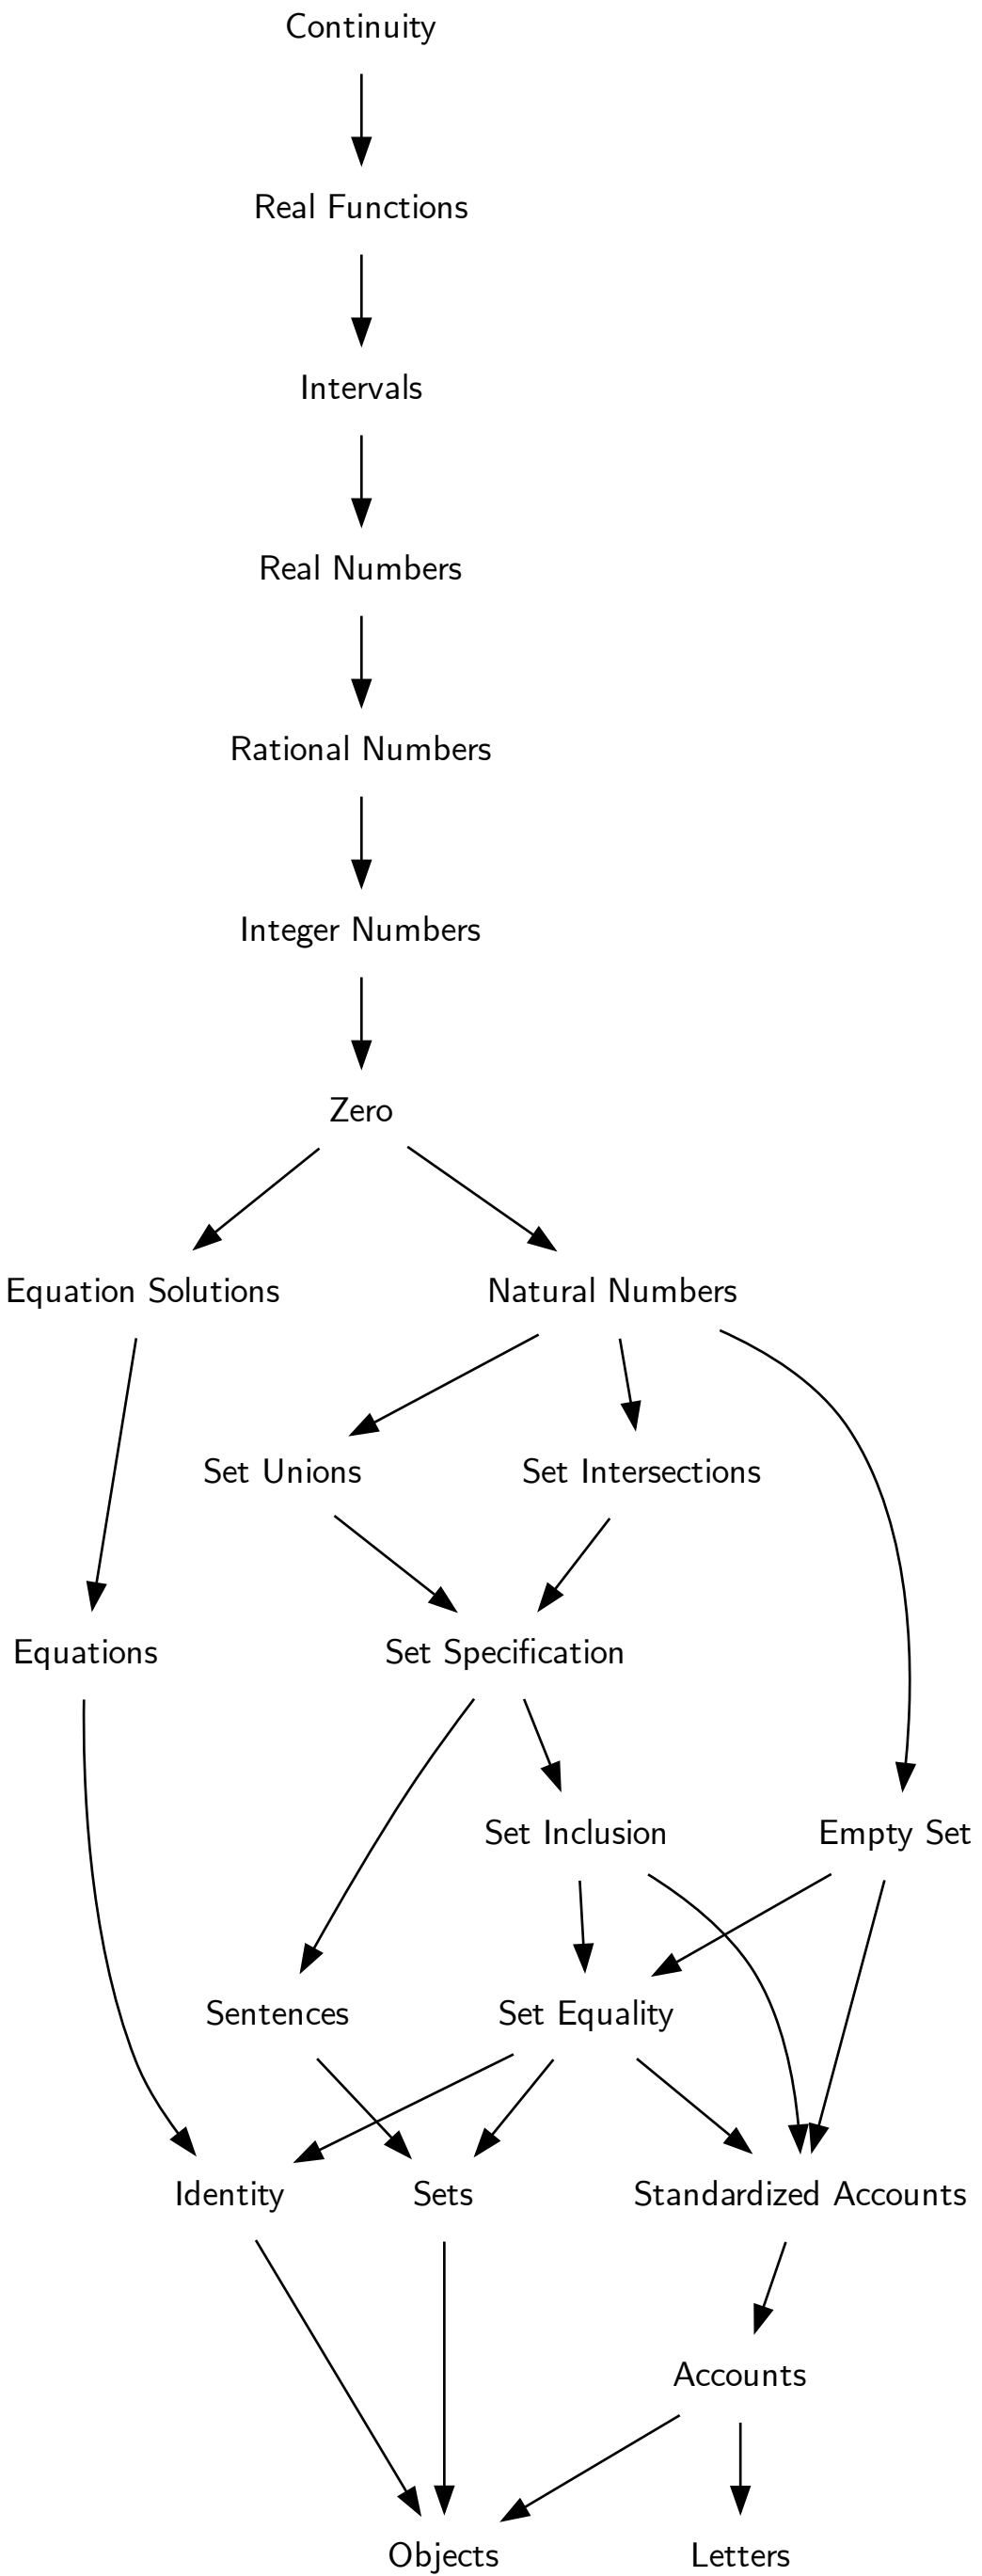 Continuity
Real Functions
Intervals
Real Numbers
Rational Numbers
Integer Numbers
Zero
Equation Solutions
Natural Numbers
Set Unions
Set Intersections
Equations
Set Specification
Set Inclusion
Empty Set
Sentences
Set Equality
Identity
Sets
Standardized Accounts
Accounts
Objects
Letters